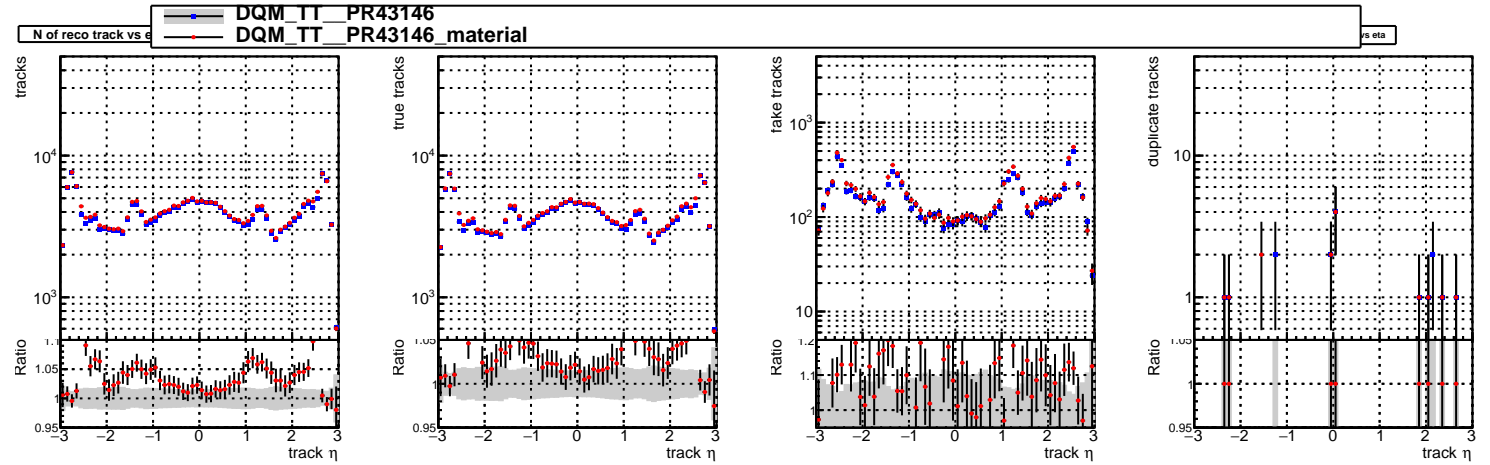 DQM_TT__PR43146
DQM_TT__PR43146_material
N of reco track vs e
vs eta
tracks
10⁴
10³
Ratio
1.1
1.05
1
0.95
−3 −2 −1 0 1 2 3
track η
true tracks
10⁴
10³
Ratio
1.05
1
0.95
−3 −2 −1 0 1 2 3
track η
fake tracks
10³
10²
10
Ratio
1.2
1.1
1
−3 −2 −1 0 1 2 3
track η
duplicate tracks
10
1
Ratio
1.05
1
0.95
−3 −2 −1 0 1 2 3
track η